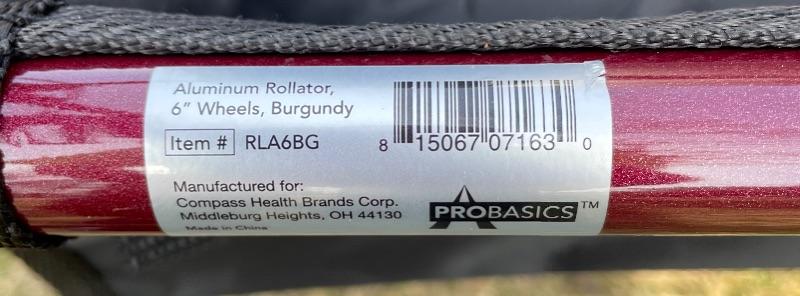 Aluminum Rollator,
6" Wheels, Burgundy
Item # RLA6BG
8 15067 07163 0
Manufactured for:
Compass Health Brands Corp.
Middleburg Heights, OH 44130
Made in China
PROBASICS™